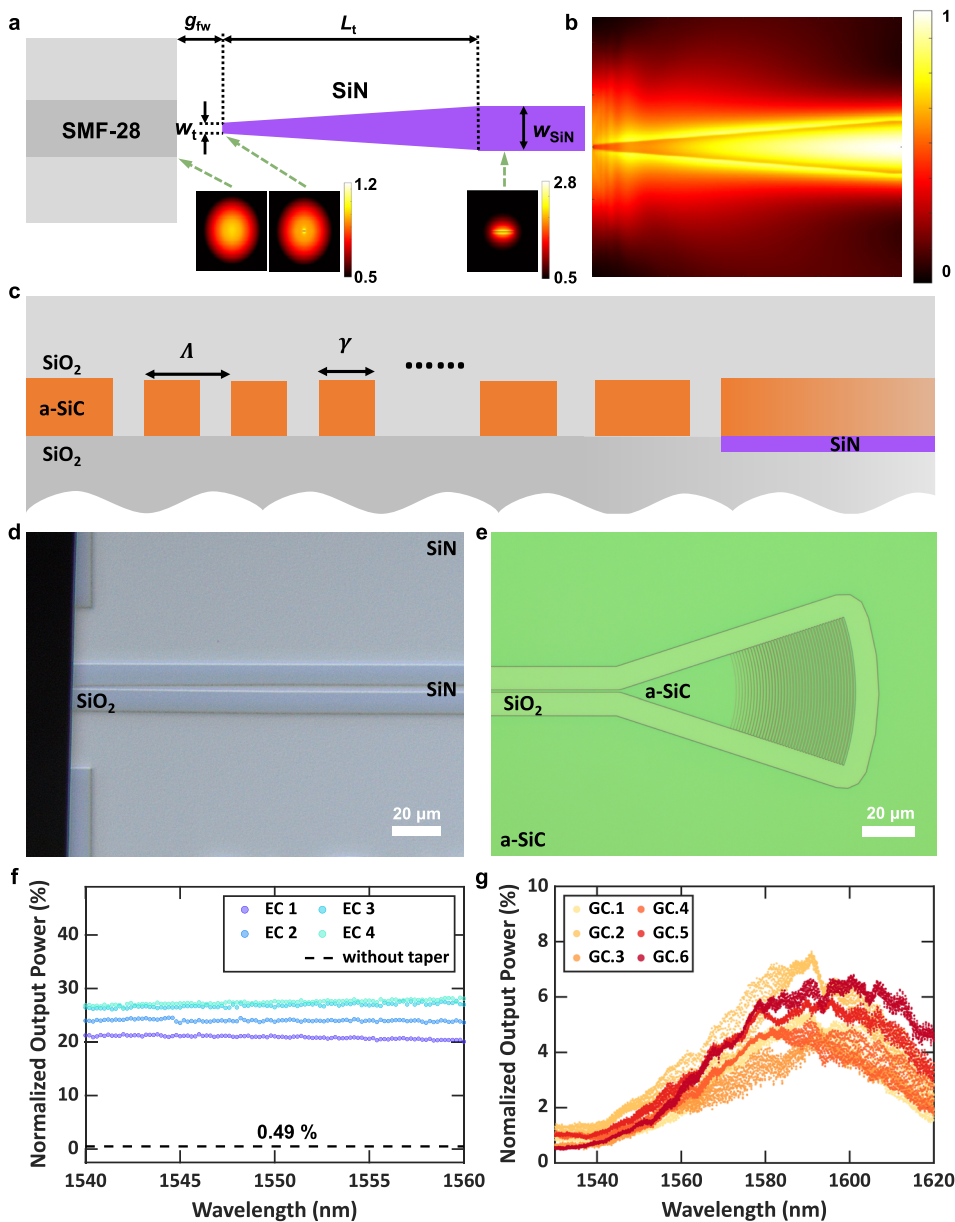 a
g_fw
L_t
b
SiN
SMF-28
w_t
w_SiN
1.2
0.5
2.8
0.5
1
0
c
Λ
γ
SiO₂
a-SiC
SiO₂
SiN
d
SiN
SiO₂
SiN
20 μm
e
a-SiC
SiO₂
a-SiC
20 μm
f
Normalized Output Power (%)
40
30
20
10
0
EC 1
EC 3
EC 2
EC 4
without taper
0.49 %
1540
1545
1550
1555
1560
Wavelength (nm)
g
Nomalized Output Power (%)
10
8
6
4
2
0
GC.1
GC.4
GC.2
GC.5
GC.3
GC.6
1540
1560
1580
1600
1620
Wavelength (nm)